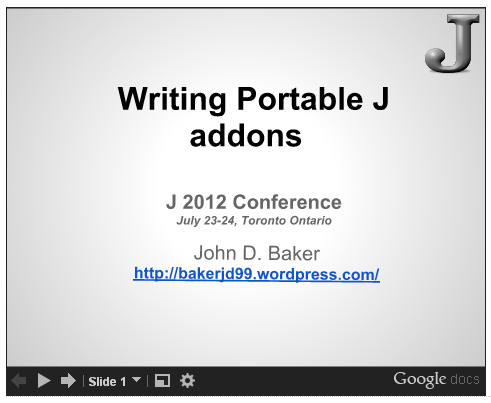 J
Writing Portable J
addons
J 2012 Conference
July 23-24, Toronto Ontario
John D. Baker
http://bakerjd99.wordpress.com/
Slide 1
Google docs